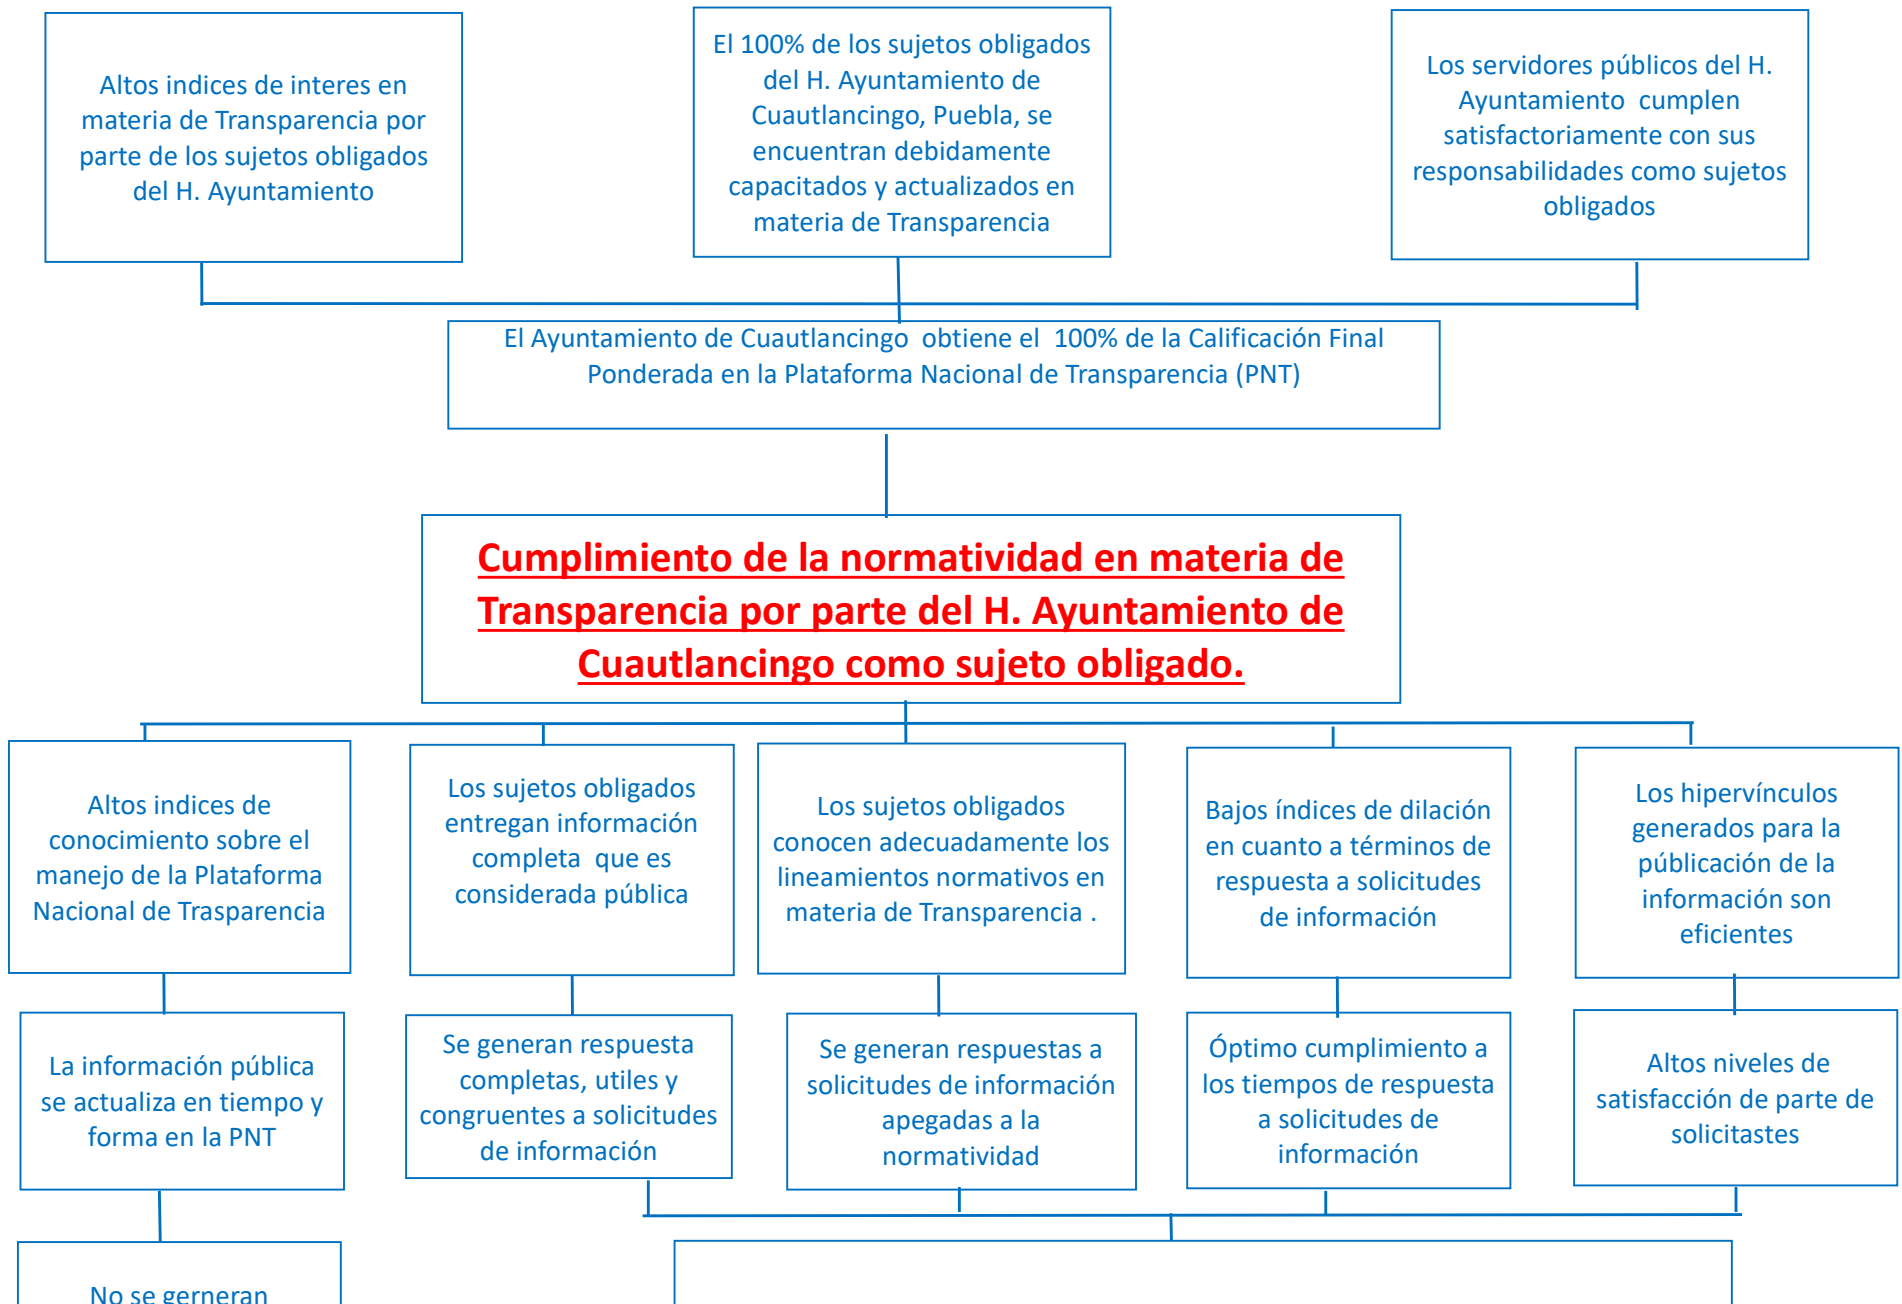 Altos indices de interes en
materia de Transparencia por
parte de los sujetos obligados
del H. Ayuntamiento
El 100% de los sujetos obligados
del H. Ayuntamiento de
Cuautlancingo, Puebla, se
encuentran debidamente
capacitados y actualizados en
materia de Transparencia
Los servidores públicos del H.
Ayuntamiento cumplen
satisfactoriamente con sus
responsabilidades como sujetos
obligados
El Ayuntamiento de Cuautlancingo obtiene el 100% de la Calificación Final
Ponderada en la Plataforma Nacional de Transparencia (PNT)
Cumplimiento de la normatividad en materia de
Transparencia por parte del H. Ayuntamiento de
Cuautlancingo como sujeto obligado.
Altos indices de
conocimiento sobre el
manejo de la Plataforma
Nacional de Trasparencia
Los sujetos obligados
entregan información
completa que es
considerada pública
Los sujetos obligados
conocen adecuadamente los
lineamientos normativos en
materia de Transparencia .
Bajos índices de dilación
en cuanto a términos de
respuesta a solicitudes
de información
Los hipervínculos
generados para la
públicación de la
información son
eficientes
La información pública
se actualiza en tiempo y
forma en la PNT
Se generan respuesta
completas, utiles y
congruentes a solicitudes
de información
Se generan respuestas a
solicitudes de información
apegadas a la
normatividad
Óptimo cumplimiento a
los tiempos de respuesta
a solicitudes de
información
Altos niveles de
satisfacción de parte de
solicitastes
No se gerneran